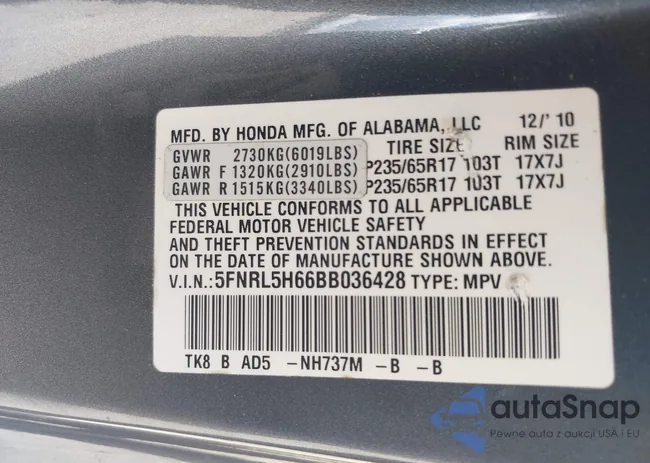 MFD. BY HONDA MFG. OF ALABAMA, LLC 12/'10
TIRE SIZE RIM SIZE
GVWR 2730KG(6019LBS)
GAWR F 1320KG(2910LBS) P235/65R17 103T 17X7J
GAWR R 1515KG(3340LBS) P235/65R17 103T 17X7J
THIS VEHICLE CONFORMS TO ALL APPLICABLE
FEDERAL MOTOR VEHICLE SAFETY
AND THEFT PREVENTION STANDARDS IN EFFECT
ON THE DATE OF MANUFACTURE SHOWN ABOVE.
V.I.N.: 5FNRL5H66BB036428 TYPE: MPV
TK8 B AD5 -NH737M -B -B
autaSnap
Pewne auta z aukcji USA i EU